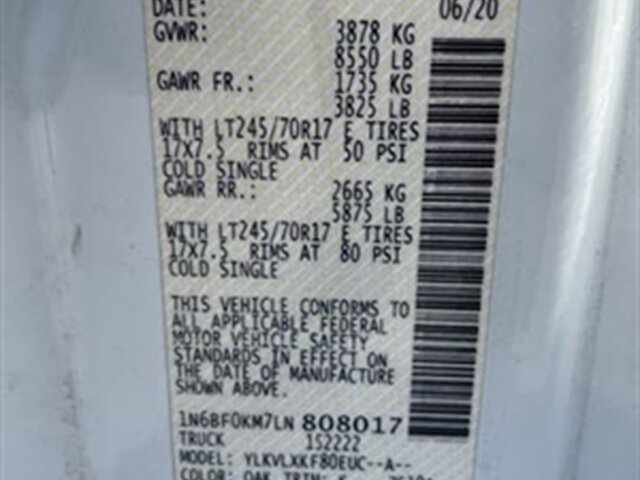 DATE: 06/20
GVWR: 3878 KG
8550 LB
GAWR FR.: 1735 KG
3825 LB
WITH LT245/70R17 E TIRES
17X7.5 RIMS AT 50 PSI
COLD SINGLE
GAWR RR.: 2665 KG
5875 LB
WITH LT245/70R17 E TIRES
17X7.5 RIMS AT 80 PSI
COLD SINGLE
THIS VEHICLE CONFORMS TO
ALL APPLICABLE FEDERAL
MOTOR VEHICLE SAFETY
STANDARDS IN EFFECT ON
THE DATE OF MANUFACTURE
SHOWN ABOVE.
1N6BF0KM7LN 808017
TRUCK 152222
MODEL: YLKVLXKF80EUC--A--
COLOR: QAK TRIM: